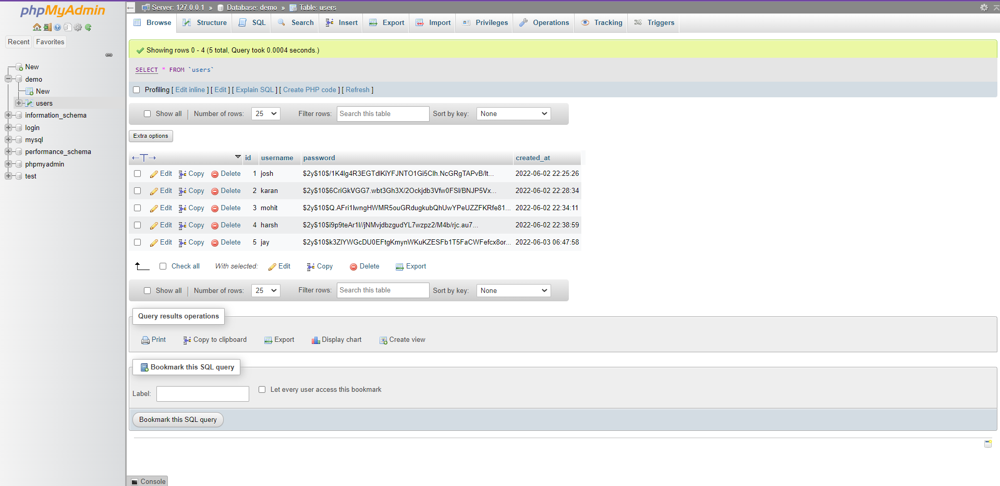 phpMyAdmin
Recent Favorites
New
demo
New
users
information_schema
login
mysql
performance_schema
phpmyadmin
test
Server: 127.0.0.1 » Database: demo » Table: users
Browse Structure SQL Search Insert Export Import Privileges Operations Tracking Triggers
Showing rows 0 - 4 (5 total, Query took 0.0004 seconds.)
SELECT * FROM `users`
Profiling [ Edit inline ] [ Edit ] [ Explain SQL ] [ Create PHP code ] [ Refresh ]
Show all Number of rows: 25 Filter rows: Search this table Sort by key: None
Extra options
←T→ id username password created_at
Edit Copy Delete 1 josh $2y$10$/1K4lg4R3EGTdlKiYFJNTO1Gi5Clh.NcGRgTAPvB/lt... 2022-06-02 22:25:26
Edit Copy Delete 2 karan $2y$10$6CriGkVGG7.wbt3Gh3X/2Ockjdb3Vfw0FSl/BNJP5Vx... 2022-06-02 22:28:34
Edit Copy Delete 3 mohit $2y$10$Q.AFri1lwngHWMR5ouGRdugkubQhUwYPeUZZFKRfe81... 2022-06-02 22:34:11
Edit Copy Delete 4 harsh $2y$10$i9p9teAr1l//jNMvjdbzgudYL7wzpz2/M4b/rjc.au7... 2022-06-02 22:38:59
Edit Copy Delete 5 jay $2y$10$k3ZlYWGcDU0EFtgKmynWKuKZESFb1T5FaCWFefcx8or... 2022-06-03 06:47:58
Check all With selected: Edit Copy Delete Export
Show all Number of rows: 25 Filter rows: Search this table Sort by key: None
Query results operations
Print Copy to clipboard Export Display chart Create view
Bookmark this SQL query
Label: Let every user access this bookmark
Bookmark this SQL query
Console